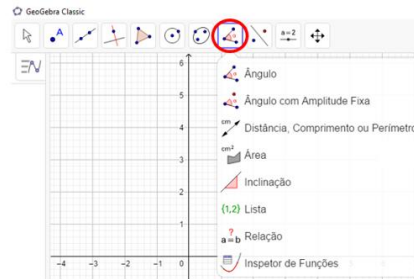 GeoGebra Classic
A
a=2
6
5
4
3
2
1
0
-4
-3
-2
-1
Ângulo
Ângulo com Amplitude Fixa
cm
Distância, Comprimento ou Perímetro
cm²
Área
Inclinação
{1,2} Lista
?
a=b Relação
Inspetor de Funções